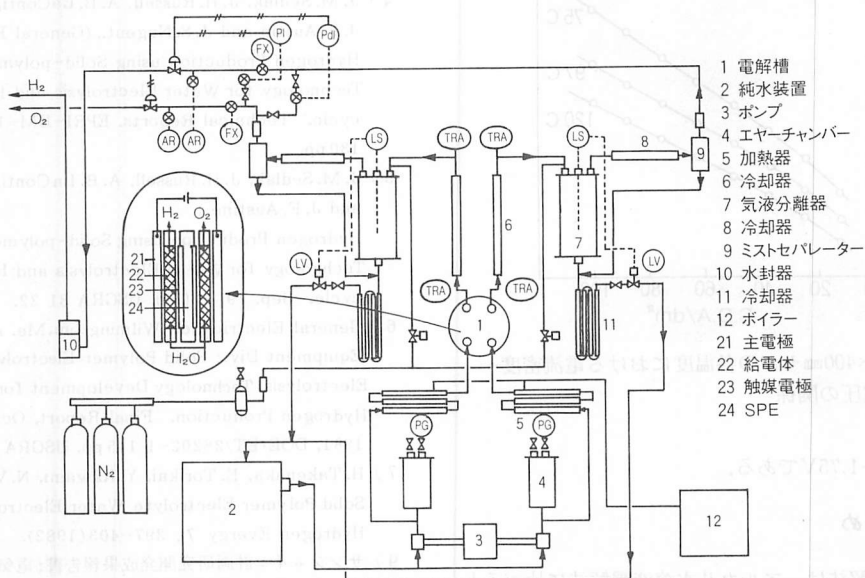 H₂
O₂
FX
PI
PdI
AR
AR
FX
LS
TRA
TRA
LS
8
9
6
7
H₂
O₂
21
22
23
24
H₂O
10
LV
TRA
TRA
LV
1
11
5
PG
PG
4
N₂
2
3
12
1 電解槽
2 純水装置
3 ポンプ
4 エヤーチャンバー
5 加熱器
6 冷却器
7 気液分離器
8 冷却器
9 ミストセパレーター
10 水封器
11 冷却器
12 ボイラー
21 主電極
22 給電体
23 触媒電極
24 SPE